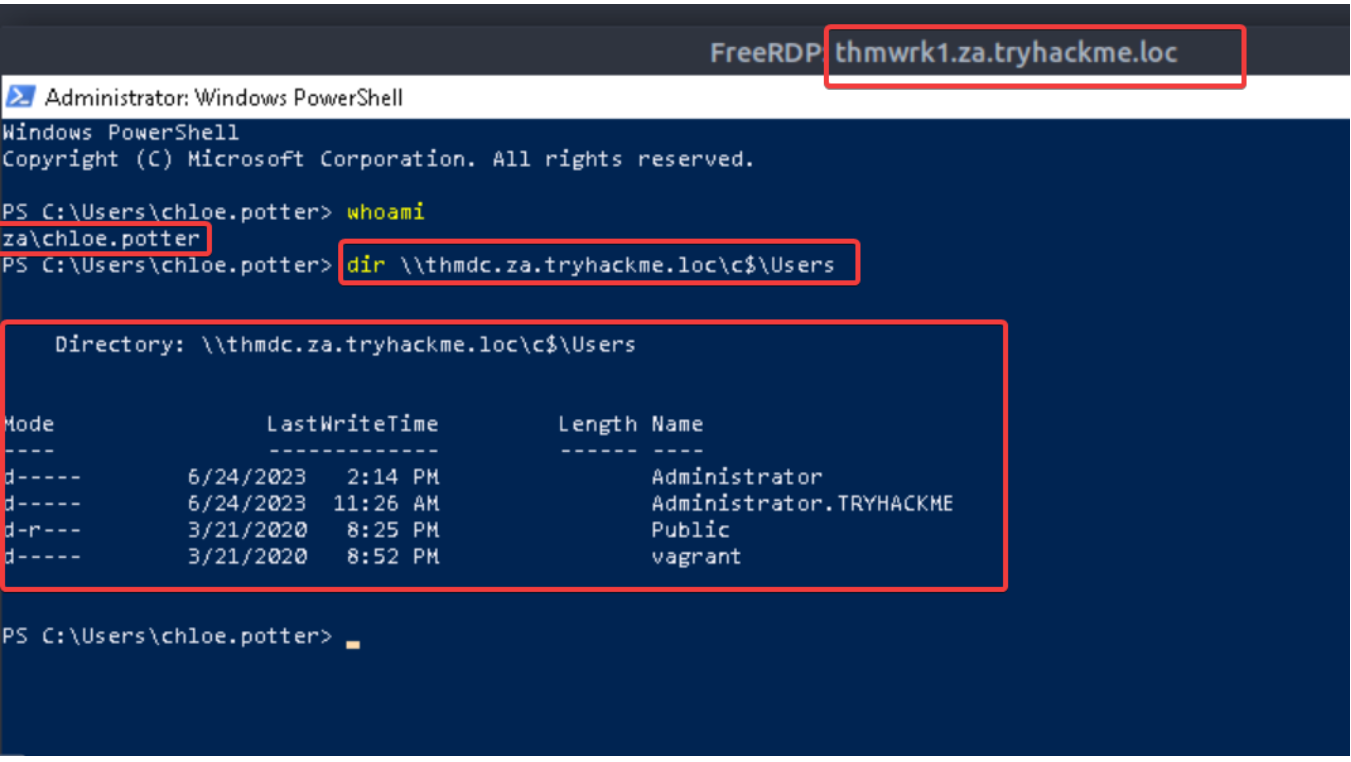 FreeRDP: thmwrk1.za.tryhackme.loc
Administrator: Windows PowerShell
Windows PowerShell
Copyright (C) Microsoft Corporation. All rights reserved.
PS C:\Users\chloe.potter> whoami
za\chloe.potter
PS C:\Users\chloe.potter> dir \\thmdc.za.tryhackme.loc\c$\Users
Directory: \\thmdc.za.tryhackme.loc\c$\Users
Mode LastWriteTime Length Name
---- ------------- ------ ----
d----- 6/24/2023 2:14 PM Administrator
d----- 6/24/2023 11:26 AM Administrator.TRYHACKME
d-r--- 3/21/2020 8:25 PM Public
d----- 3/21/2020 8:52 PM vagrant
PS C:\Users\chloe.potter>